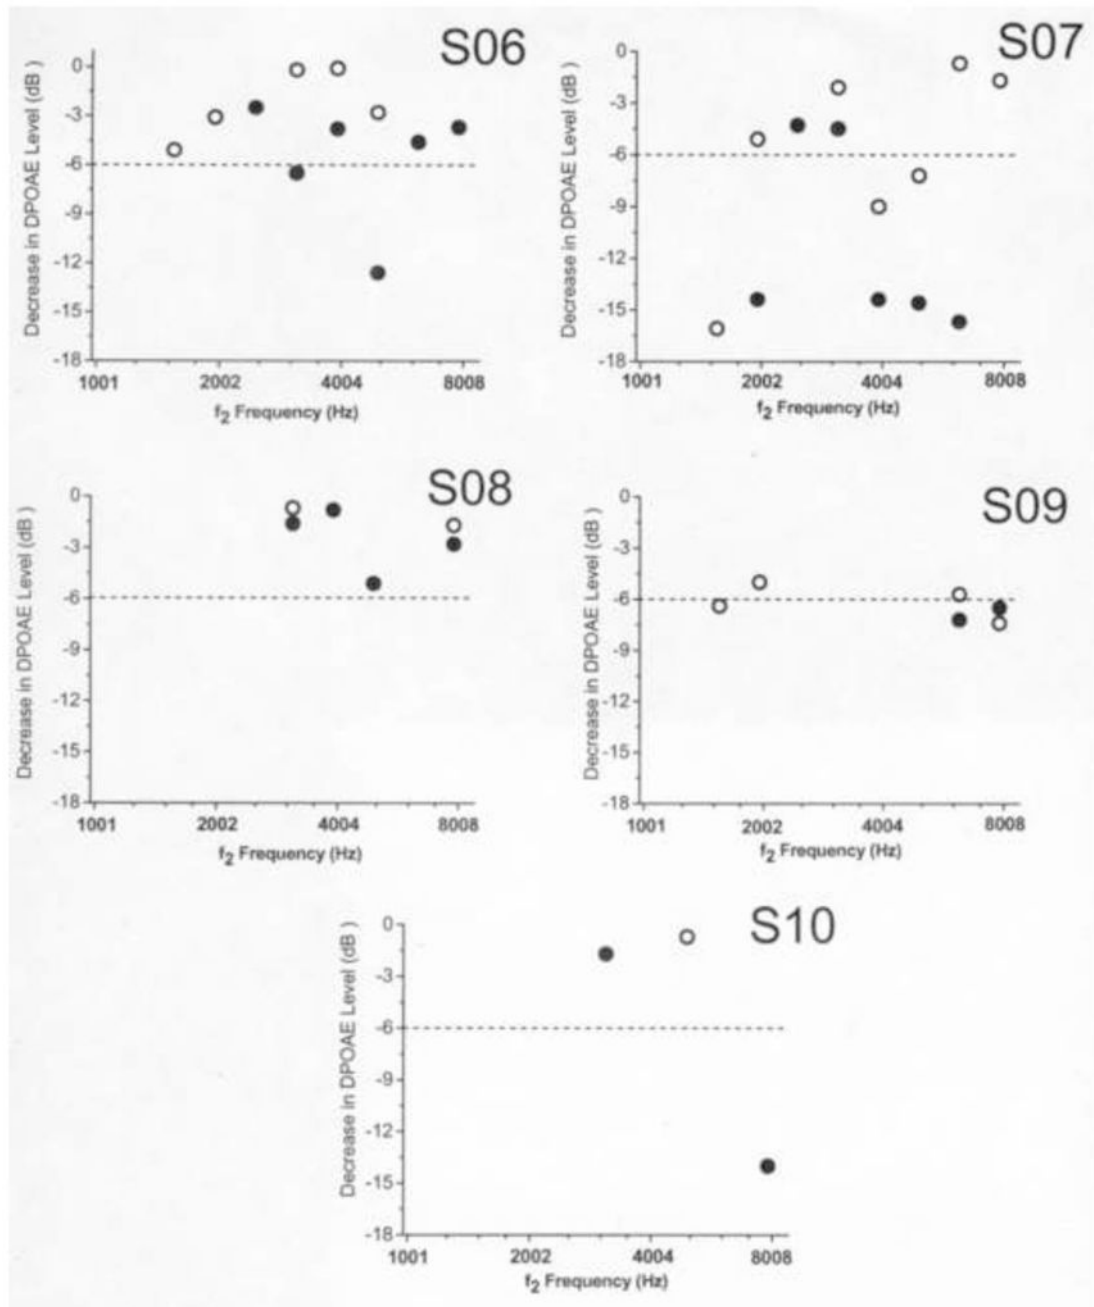 S06
Decrease in DPOAE Level (dB )
0
-3
-6
-9
-12
-15
-18
1001 2002 4004 8008
f2 Frequency (Hz)
S07
Decrease in DPOAE Level (dB )
0
-3
-6
-9
-12
-15
-18
1001 2002 4004 8008
f2 Frequency (Hz)
S08
Decrease in DPOAE Level (dB )
0
-3
-6
-9
-12
-15
-18
1001 2002 4004 8008
f2 Frequency (Hz)
S09
Decrease in DPOAE Level (dB )
0
-3
-6
-9
-12
-15
-18
1001 2002 4004 8008
f2 Frequency (Hz)
S10
Decrease in DPOAE Level (dB )
0
-3
-6
-9
-12
-15
-18
1001 2002 4004 8008
f2 Frequency (Hz)